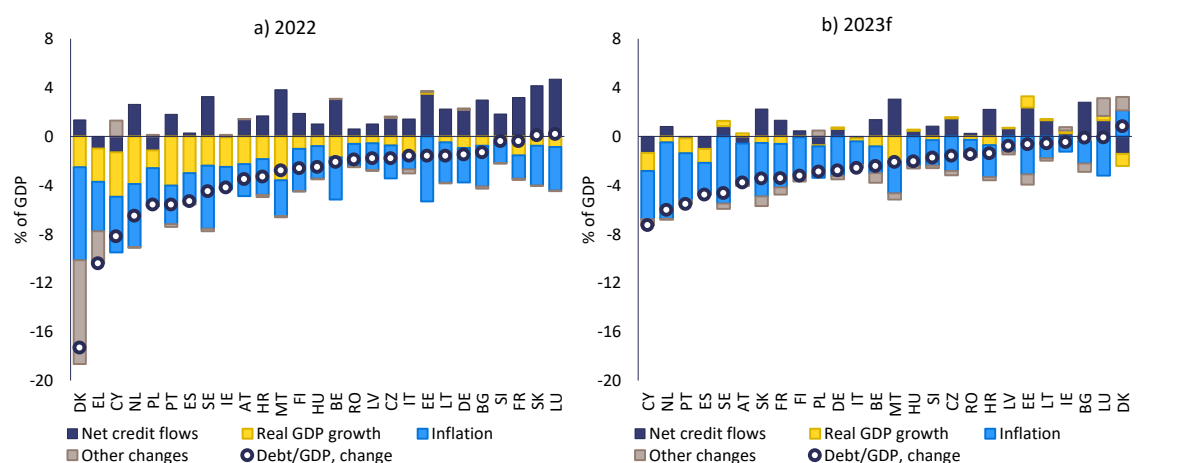 a) 2022
8
4
0
-4
-8
-12
-16
-20
% of GDP
DK EL CY NL PL PT ES SE IE AT HR MT FI HU BE RO LV CZ IT EE LT DE BG SI FR SK LU
Net credit flows Real GDP growth Inflation
Other changes Debt/GDP, change
b) 2023f
8
4
0
-4
-8
-12
-16
-20
% of GDP
CY NL PT ES SE AT SK FR FI PL DE IT BE MT HU SI CZ RO HR LV EE LT IE BG LU DK
Net credit flows Real GDP growth Inflation
Other changes Debt/GDP, change